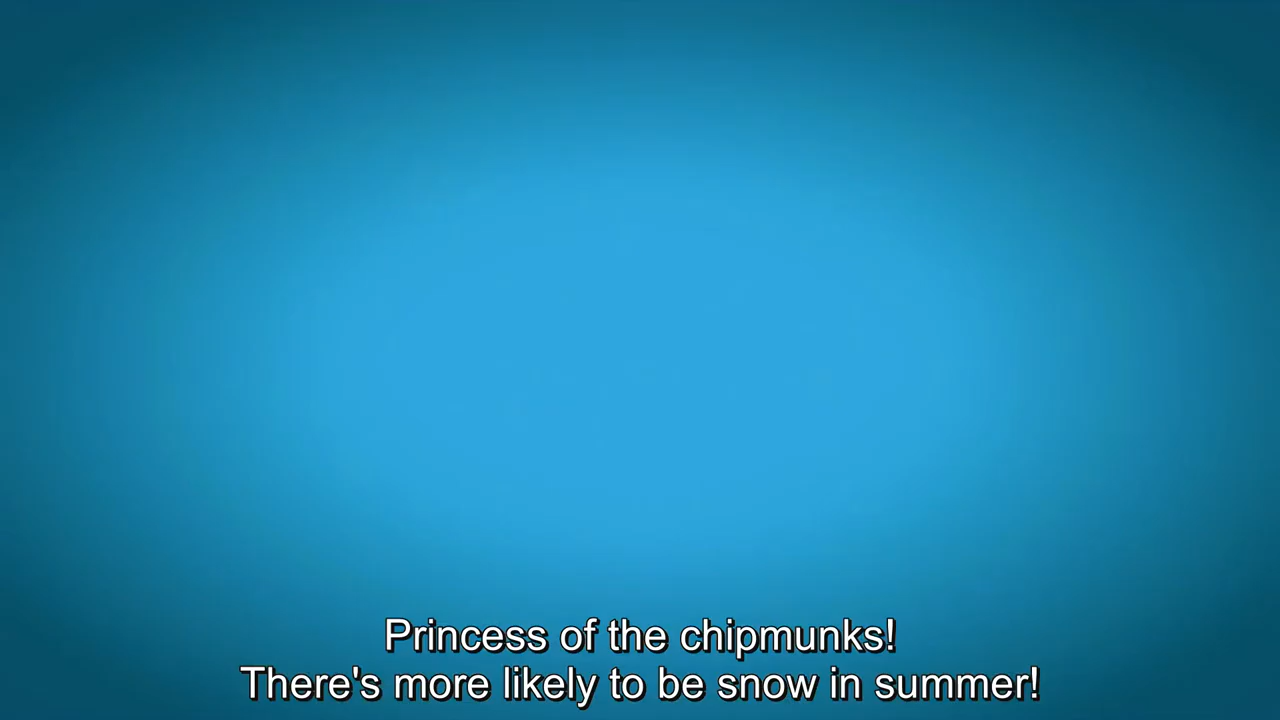 Princess of the chipmunks!
There's more likely to be snow in summer!